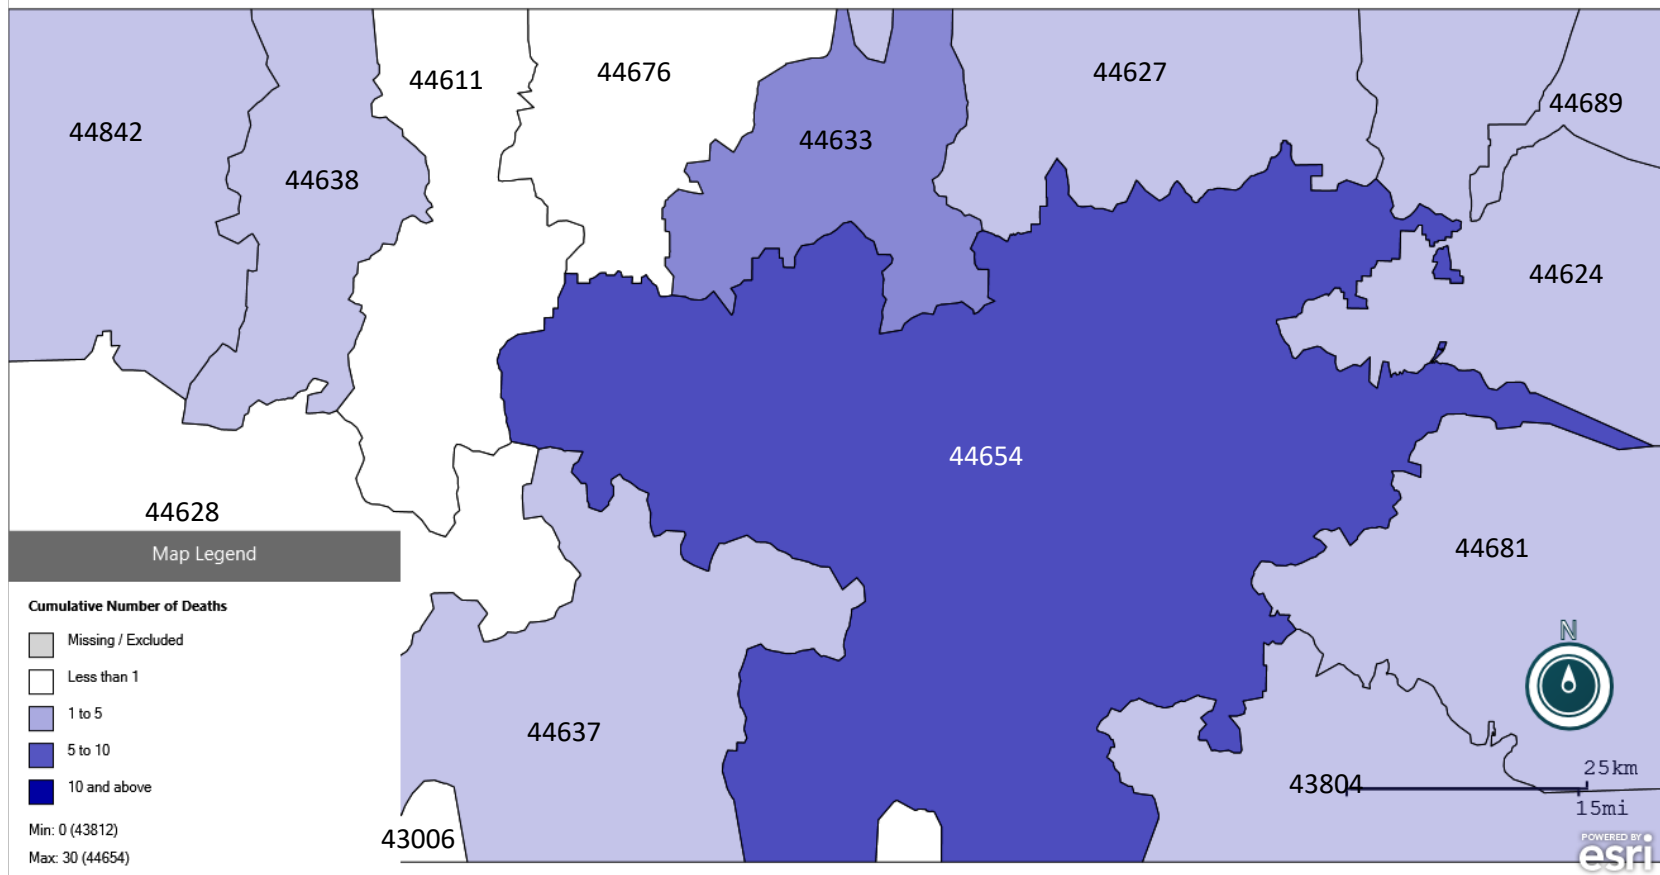 44611
44676
44627
44689
44842
44633
44638
44624
44654
44628
Map Legend
44681
Cumulative Number of Deaths
Missing / Excluded
Less than 1
1 to 5
5 to 10
10 and above
Min: 0 (43812)
Max: 30 (44654)
N
44637
25km
43804
15mi
43006
POWERED BY
esri